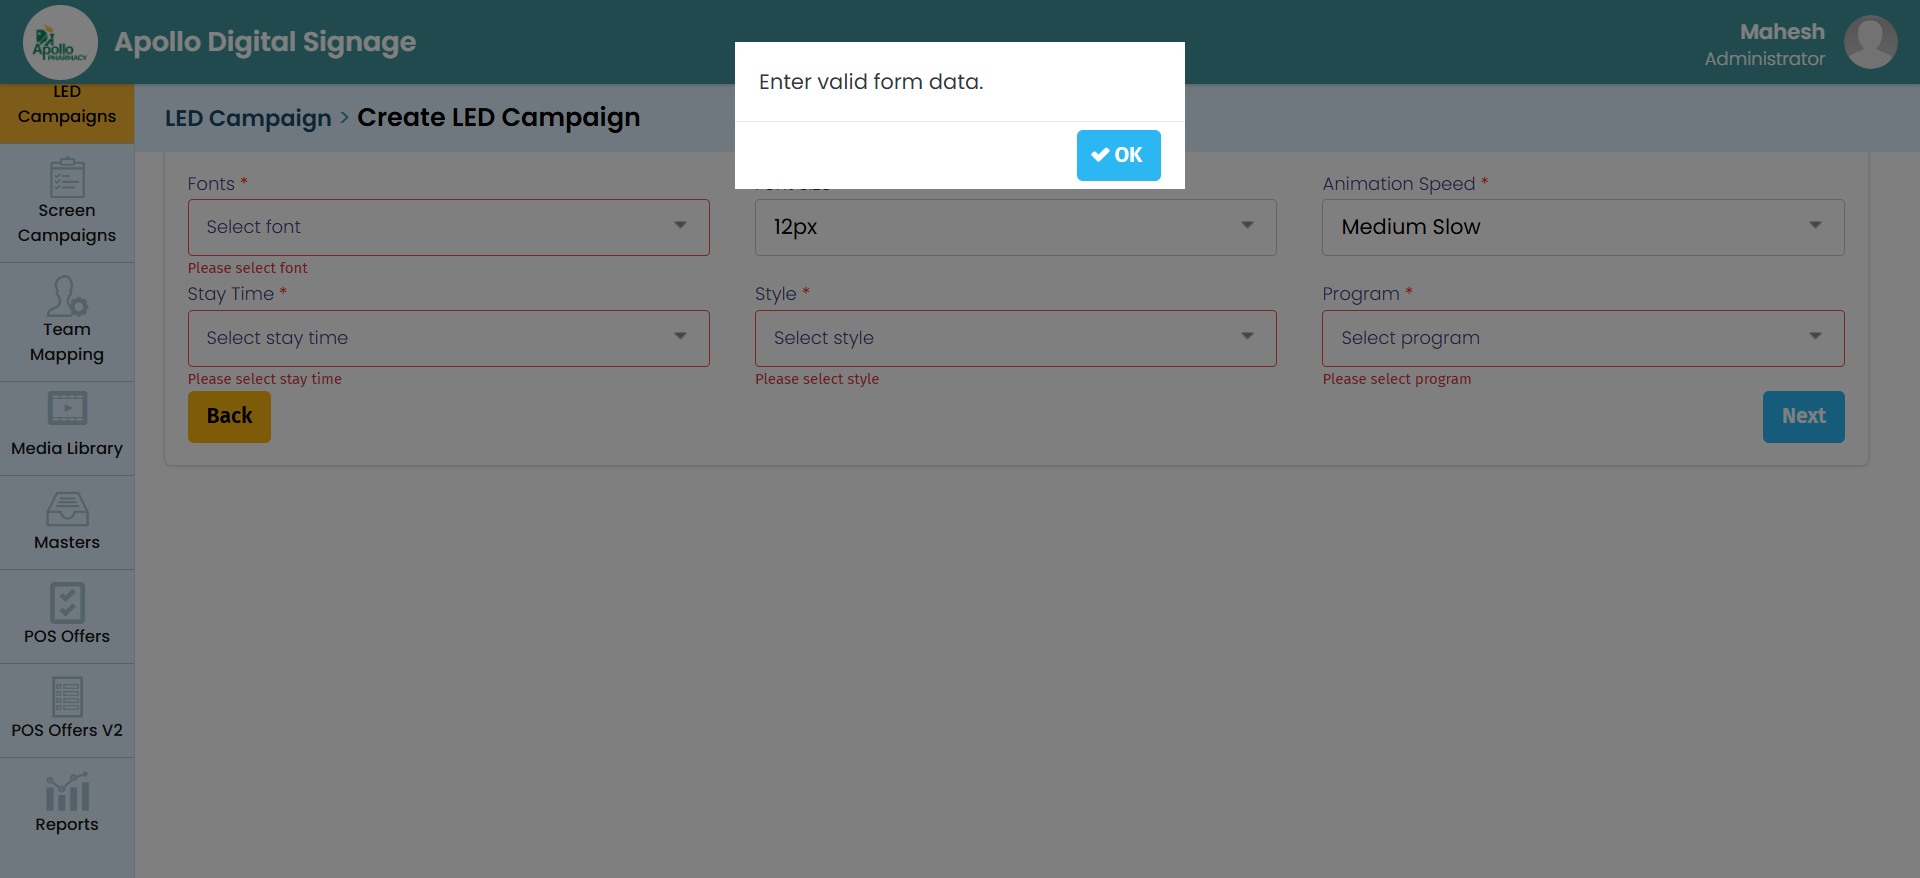 Apollo
PHARMACY
Apollo Digital Signage
Mahesh
Administrator
Enter valid form data.
OK
LED Campaign > Create LED Campaign
LED
Campaigns
Screen
Campaigns
Team
Mapping
Media Library
Masters
POS Offers
POS Offers V2
Reports
Fonts *
Select font
Please select font
12px
Animation Speed *
Medium Slow
Stay Time *
Select stay time
Please select stay time
Style *
Select style
Please select style
Program *
Select program
Please select program
Back
Next